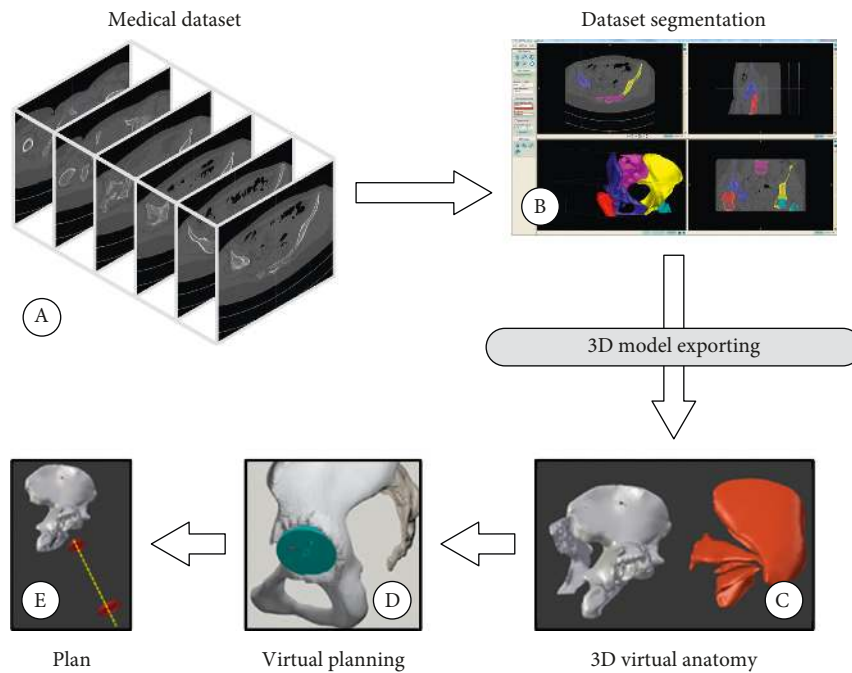 Medical dataset
Dataset segmentation
A
B
3D model exporting
E
D
C
Plan
Virtual planning
3D virtual anatomy